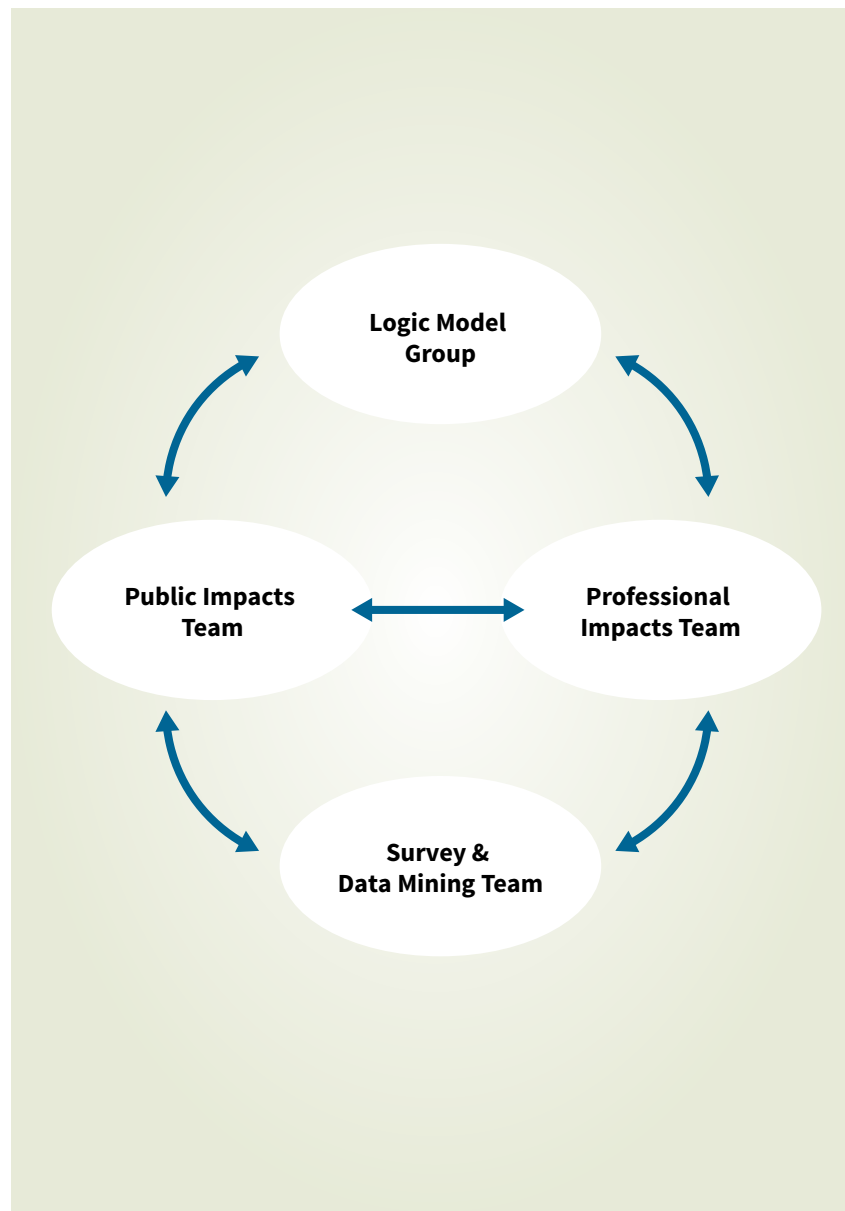 Logic Model
Group
Public Impacts
Team
Professional
Impacts Team
Survey &
Data Mining Team